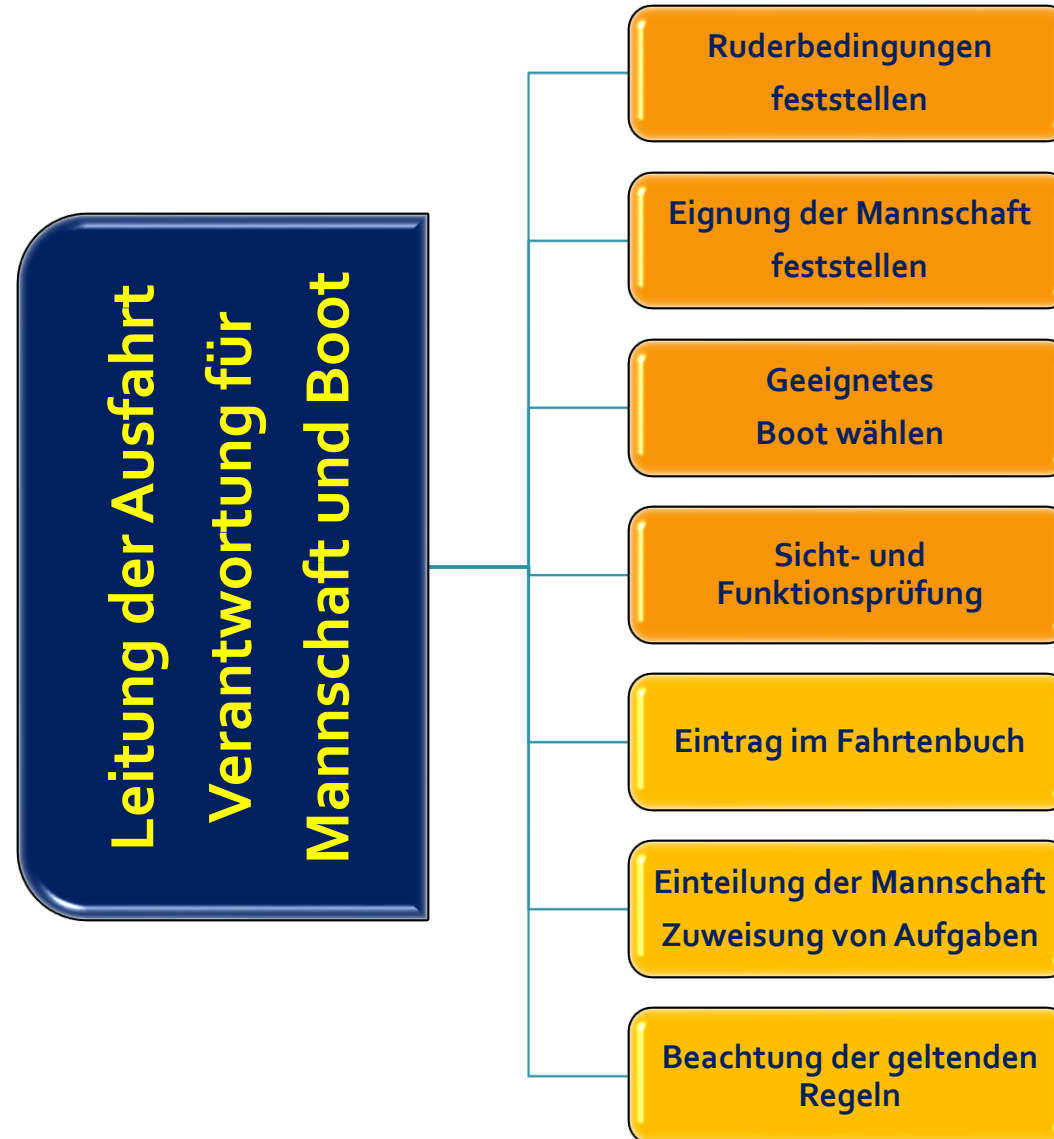 Leitung der Ausfahrt
Verantwortung für
Mannschaft und Boot
Ruderbedingungen
feststellen
Eignung der Mannschaft
feststellen
Geeignetes
Boot wählen
Sicht- und
Funktionsprüfung
Eintrag im Fahrtenbuch
Einteilung der Mannschaft
Zuweisung von Aufgaben
Beachtung der geltenden
Regeln